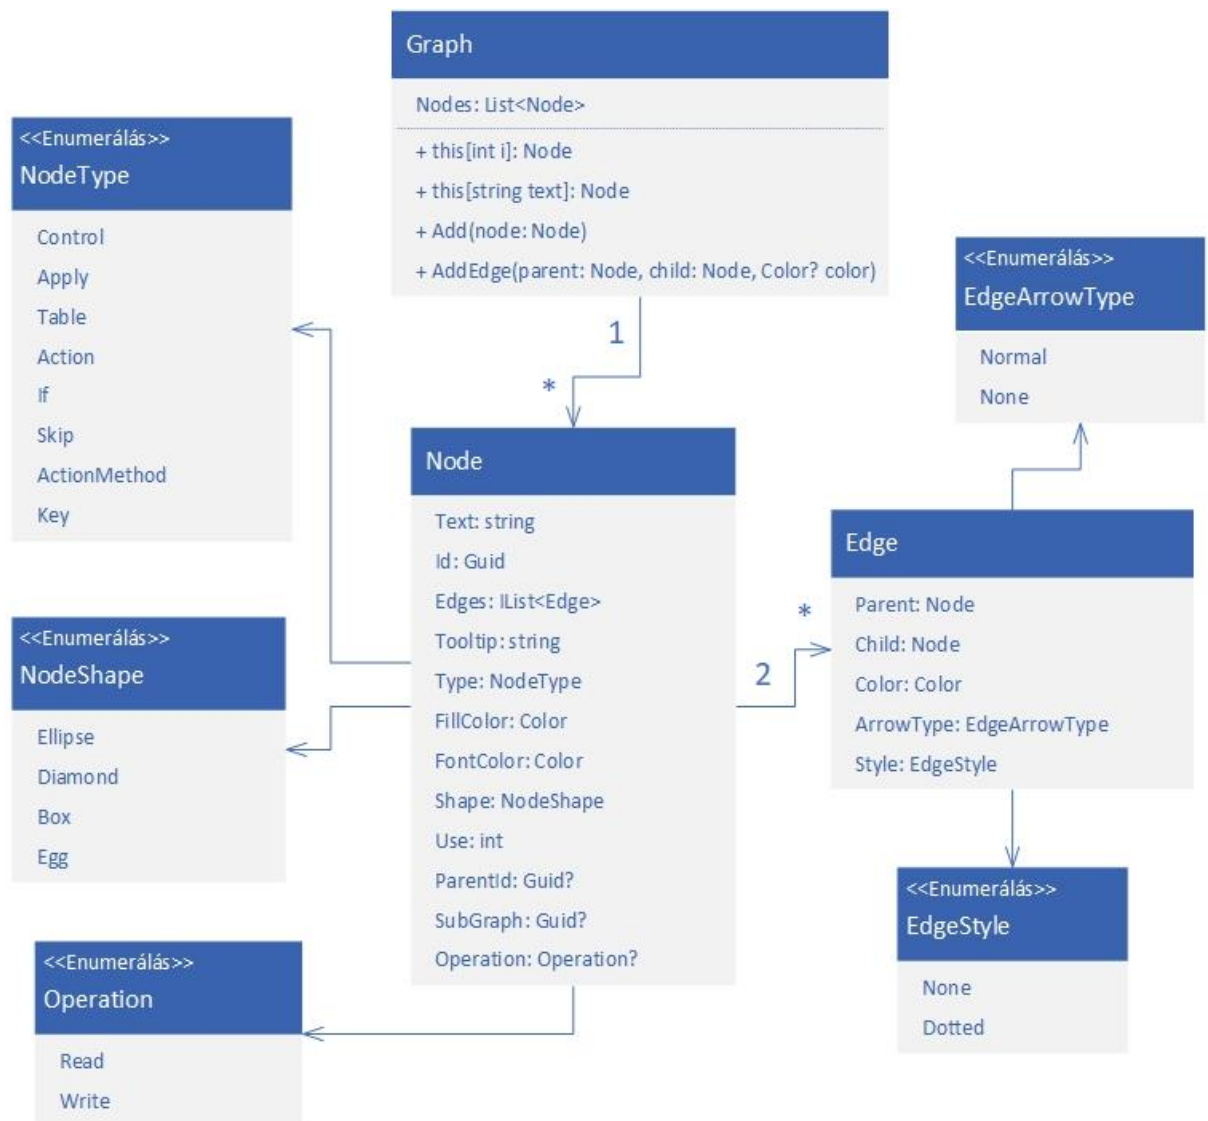 Graph
Nodes: List<Node>
+ this[int i]: Node
+ this[string text]: Node
+ Add(node: Node)
+ AddEdge(parent: Node, child: Node, Color? color)
1
*
<<Enumerálás>>
NodeType
Control
Apply
Table
Action
If
Skip
ActionMethod
Key
<<Enumerálás>>
EdgeArrowType
Normal
None
Node
Text: string
Id: Guid
Edges: IList<Edge>
Tooltip: string
Type: NodeType
FillColor: Color
FontColor: Color
Shape: NodeShape
Use: int
ParentId: Guid?
SubGraph: Guid?
Operation: Operation?
2
*
Edge
Parent: Node
Child: Node
Color: Color
ArrowType: EdgeArrowType
Style: EdgeStyle
<<Enumerálás>>
NodeShape
Ellipse
Diamond
Box
Egg
<<Enumerálás>>
EdgeStyle
None
Dotted
<<Enumerálás>>
Operation
Read
Write